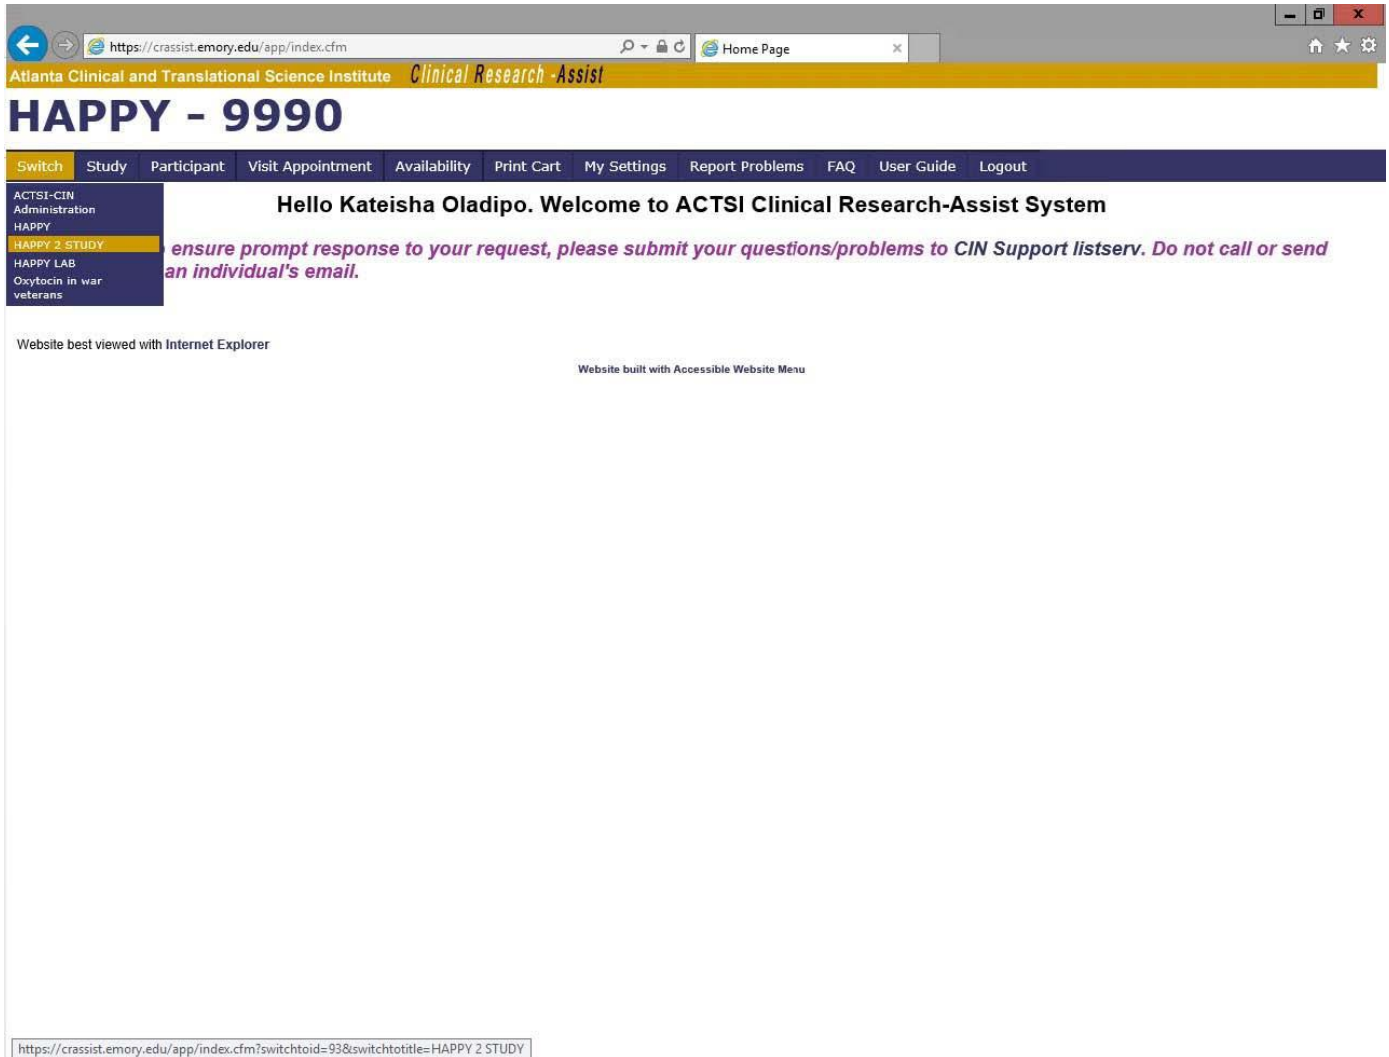 https://crassist.emory.edu/app/index.cfm
Home Page
Atlanta Clinical and Translational Science Institute Clinical Research -Assist
HAPPY - 9990
Switch Study Participant Visit Appointment Availability Print Cart My Settings Report Problems FAQ User Guide Logout
ACTSI-CIN
Administration
HAPPY
HAPPY 2 STUDY
HAPPY LAB
Oxytocin in war
veterans
Hello Kateisha Oladipo. Welcome to ACTSI Clinical Research-Assist System
ensure prompt response to your request, please submit your questions/problems to CIN Support listserv. Do not call or send
an individual's email.
Website best viewed with Internet Explorer
Website built with Accessible Website Menu
https://crassist.emory.edu/app/index.cfm?switchtoid=93&switchtotitle=HAPPY 2 STUDY